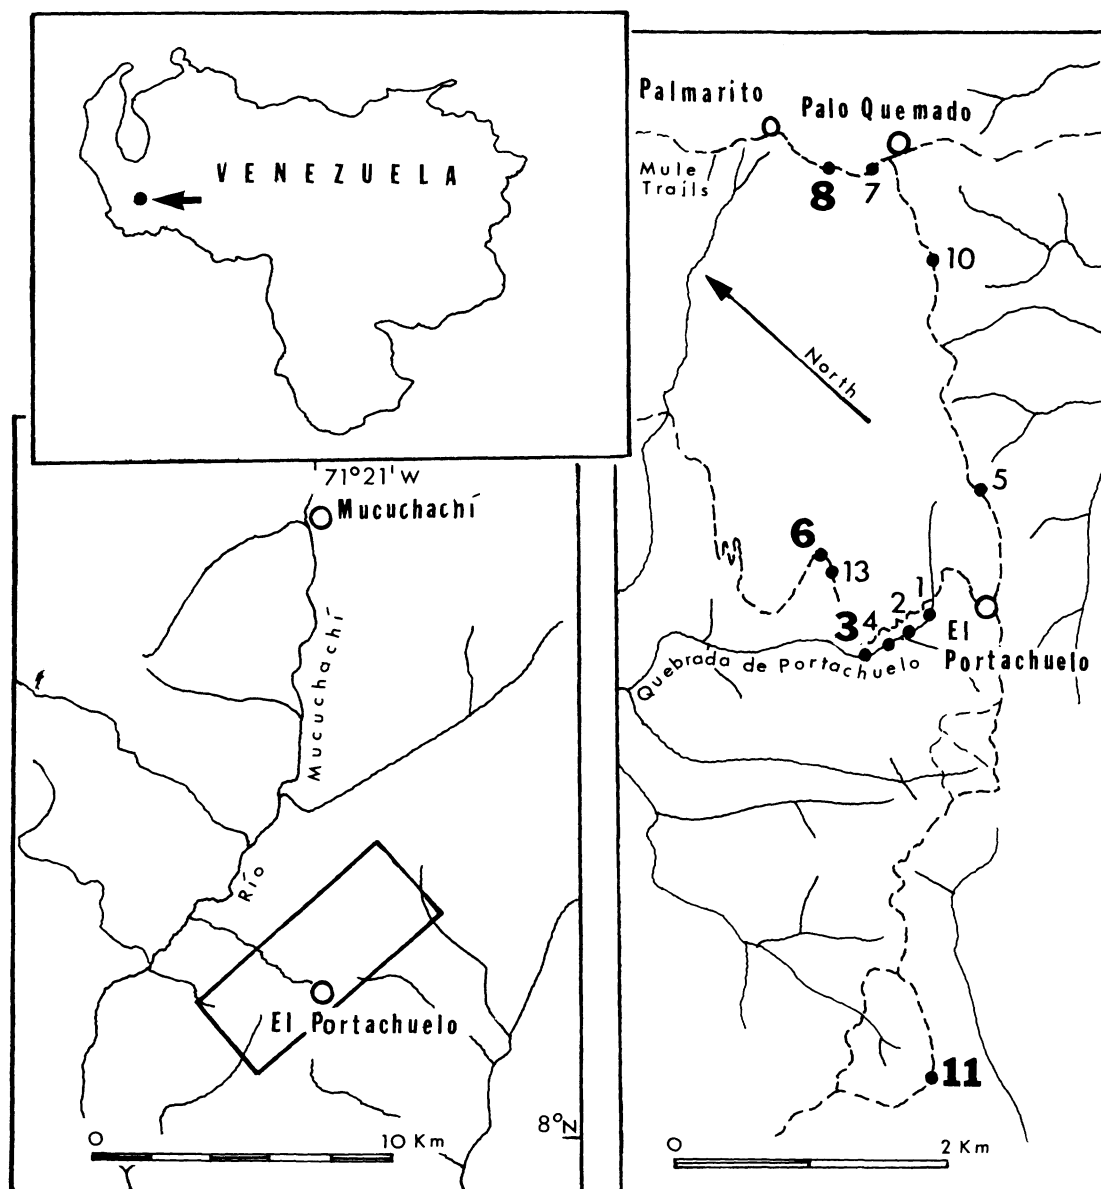 VENEZUELA
71°21' W
Mucuchachí
Río Mucuchachí
El Portachuelo
8°N
0 10 Km
Palmarito
Palo Quemado
Mule
Trails
8
7
10
North
5
6
13
1
2
3 4
El
Portachuelo
Quebrada de Portachuelo
11
0 2 Km